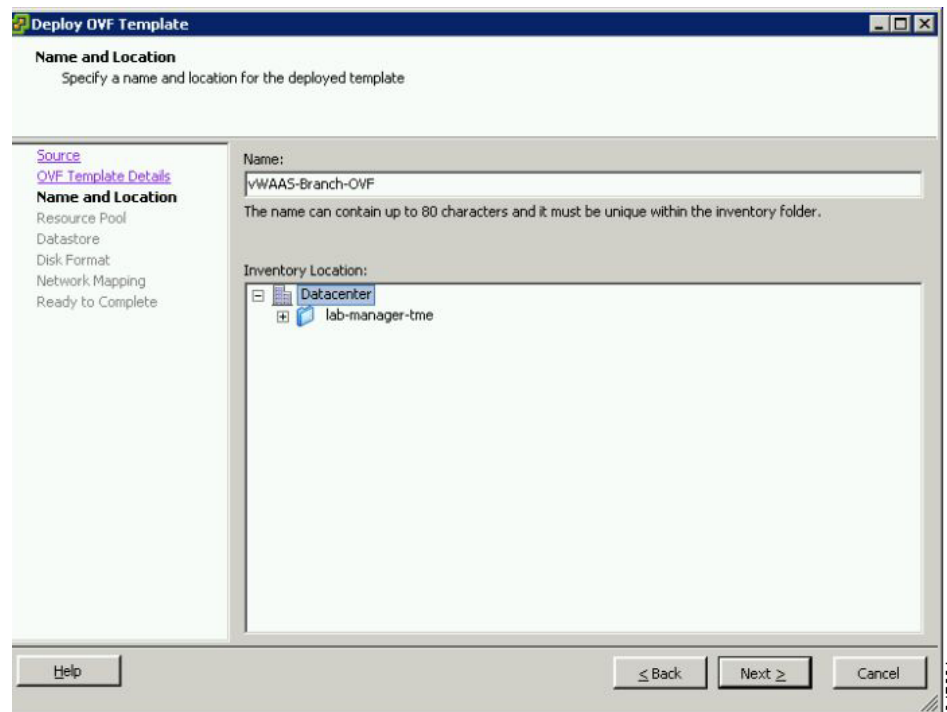 Deploy OVF Template
Name and Location
Specify a name and location for the deployed template
Source
OVF Template Details
Name and Location
Resource Pool
Datastore
Disk Format
Network Mapping
Ready to Complete
Name:
vWAAS-Branch-OVF
The name can contain up to 80 characters and it must be unique within the inventory folder.
Inventory Location:
Datacenter
lab-manager-tme
Help
≤ Back
Next ≥
Cancel